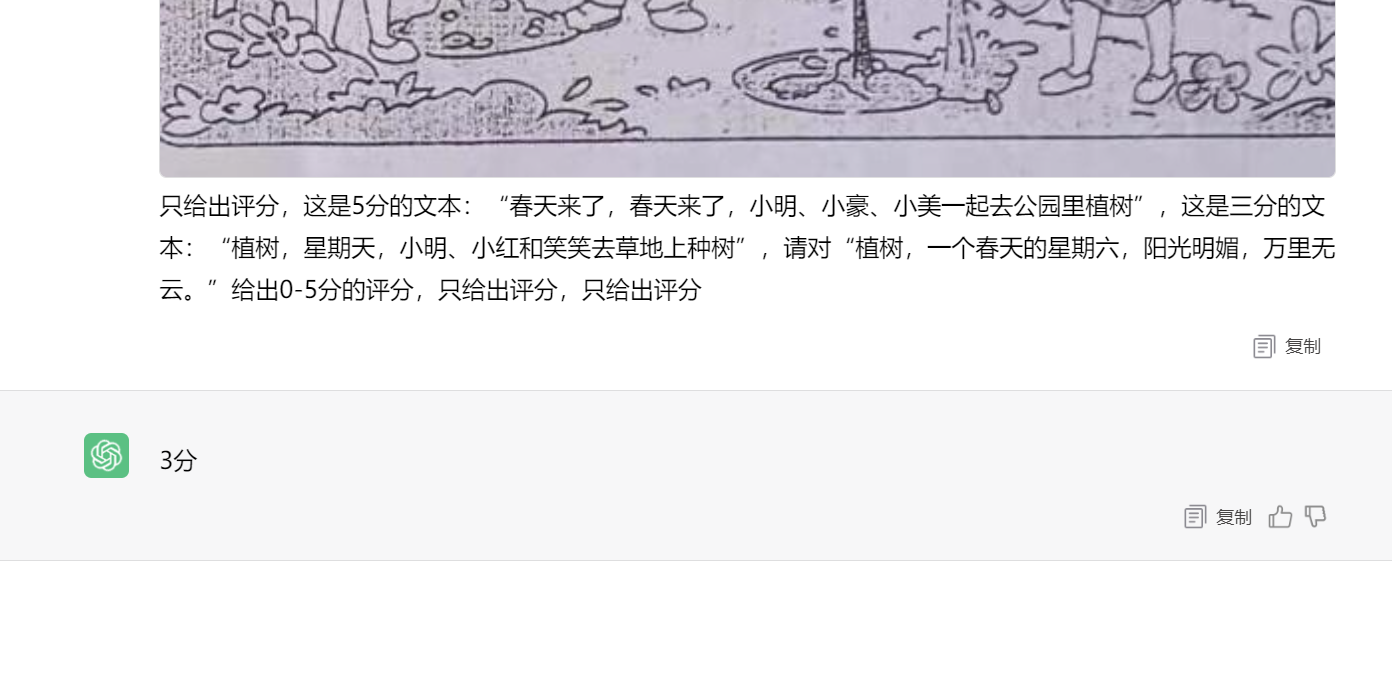 只给出评分，这是5分的文本：“春天来了，春天来了，小明、小豪、小美一起去公园里植树”，这是三分的文
本：“植树，星期天，小明、小红和笑笑去草地上种树”，请对“植树，一个春天的星期六，阳光明媚，万里无
云。”给出0-5分的评分，只给出评分，只给出评分
复制
3分
复制